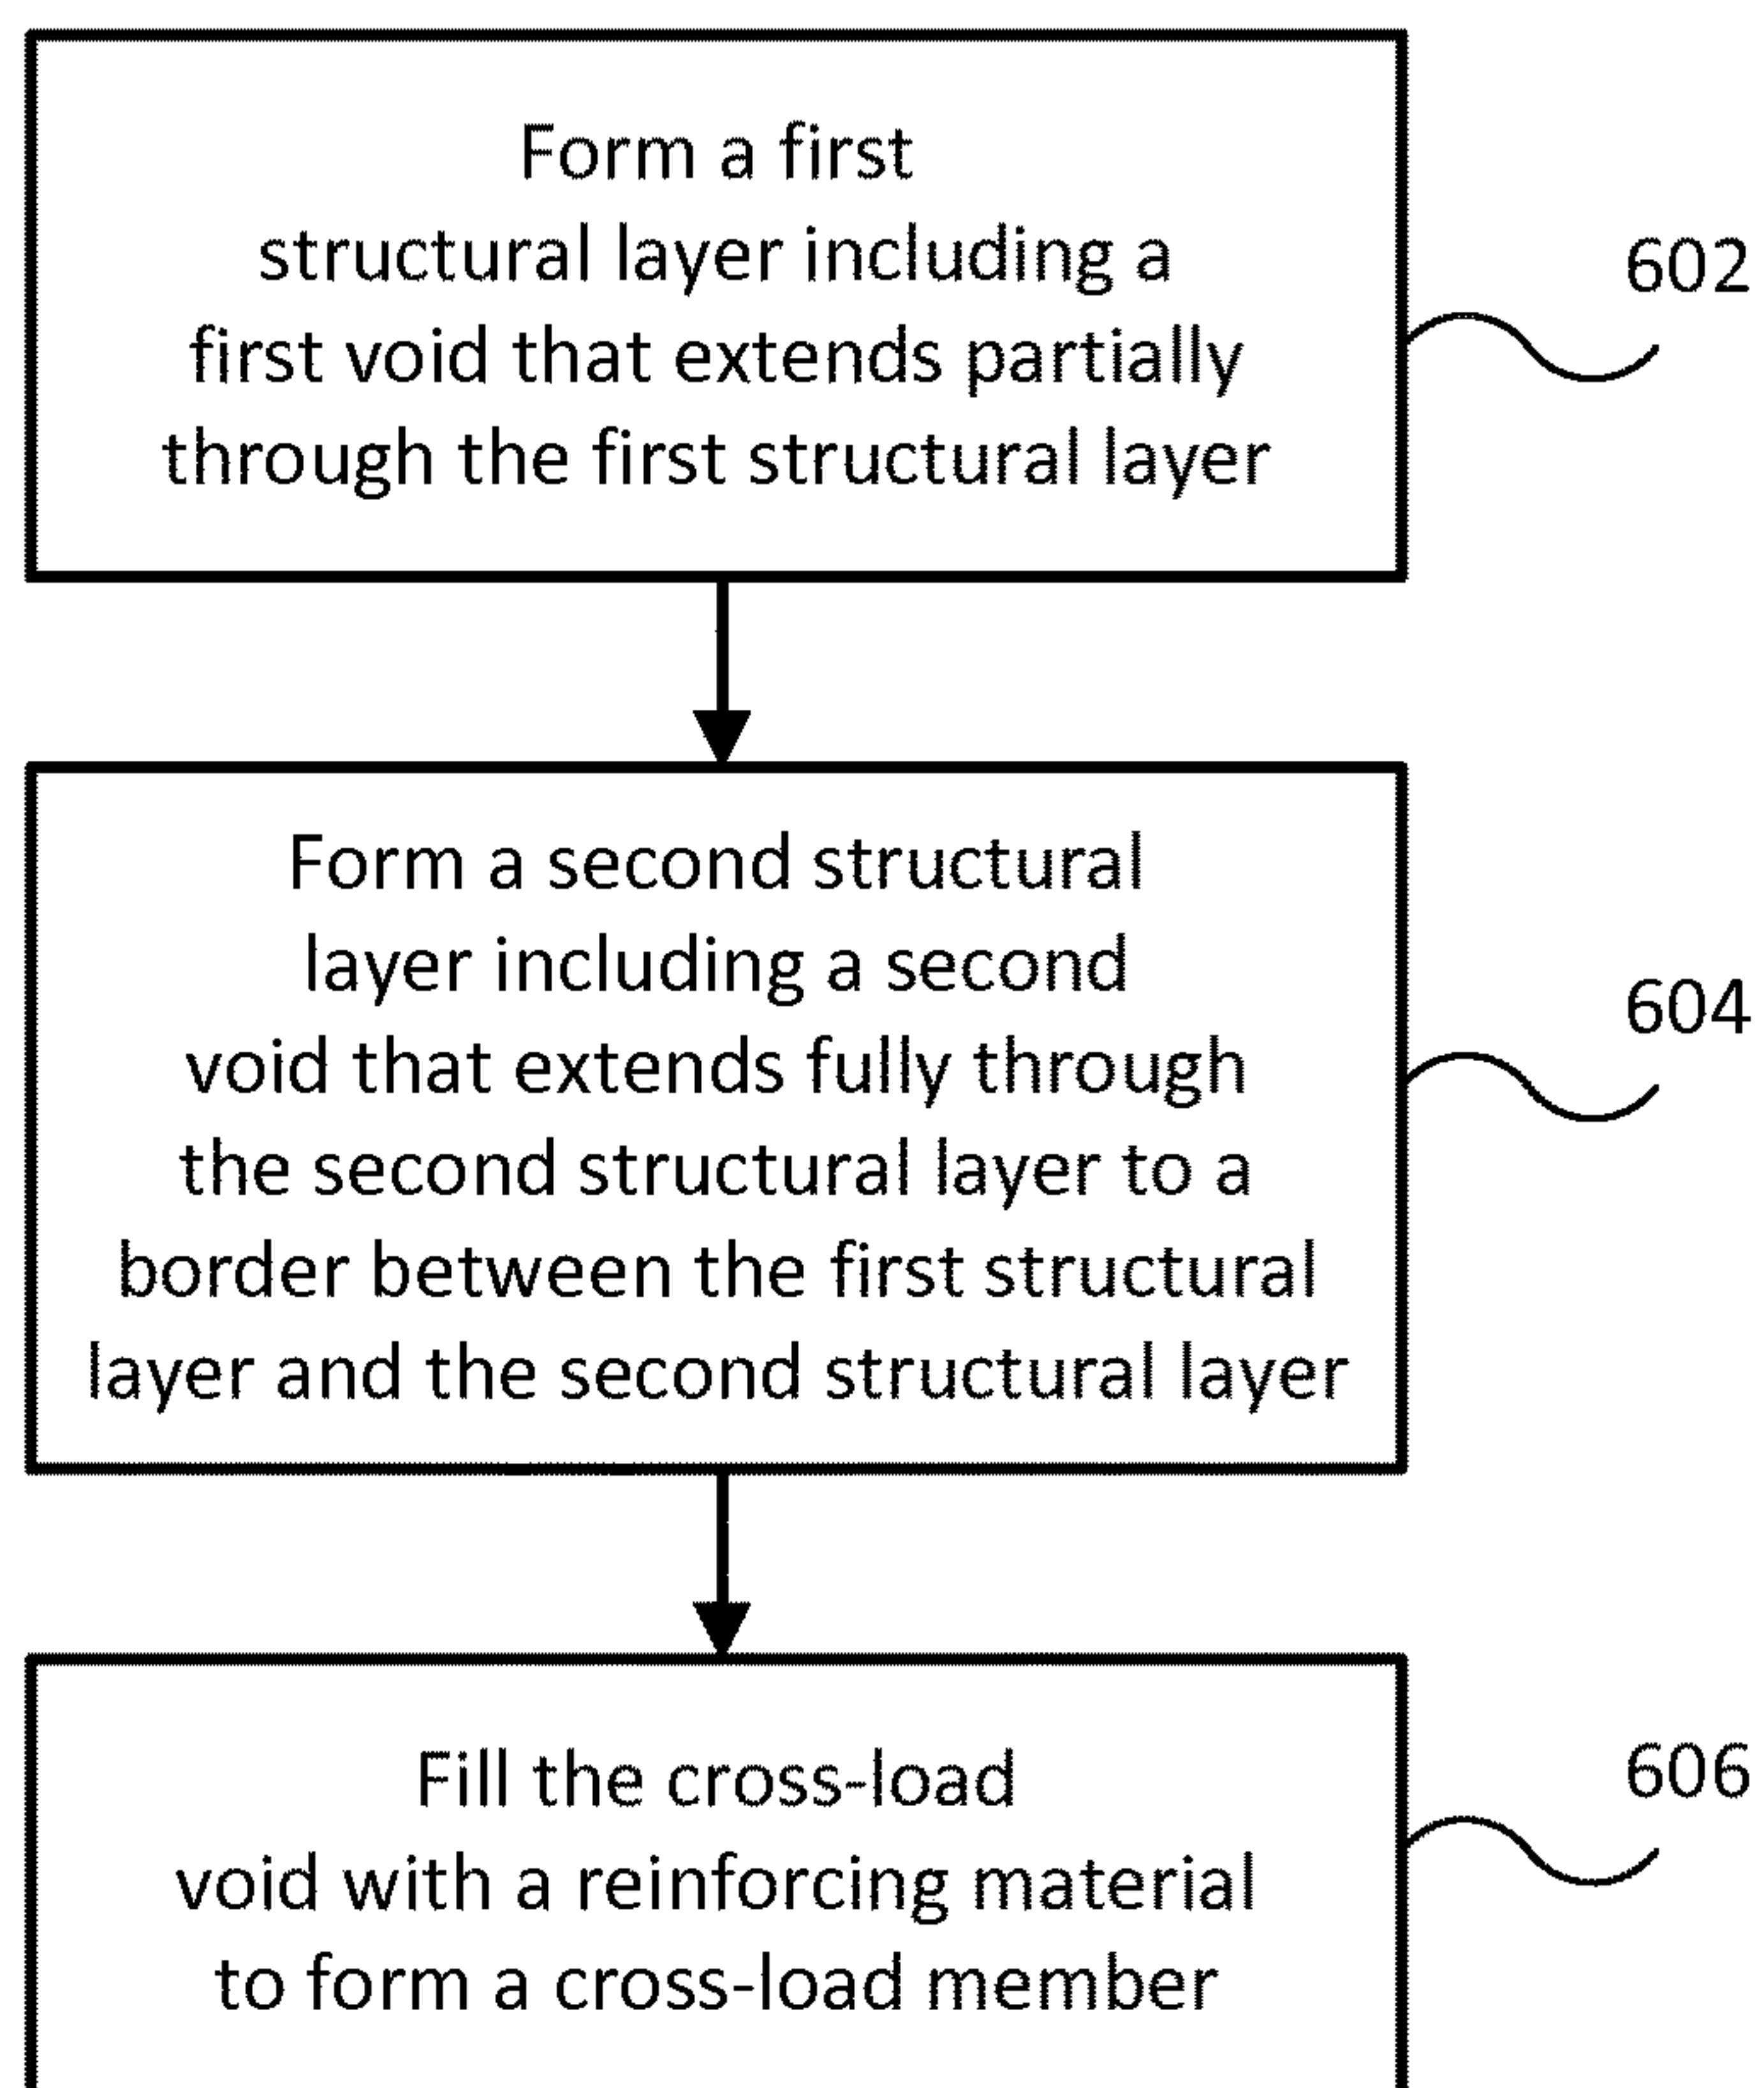 Form a first
structural layer including a
first void that extends partially
through the first structural layer
602
Form a second structural
layer including a second
void that extends fully through
the second structural layer to a
border between the first structural
layer and the second structural layer
604
Fill the cross-load
void with a reinforcing material
to form a cross-load member
606